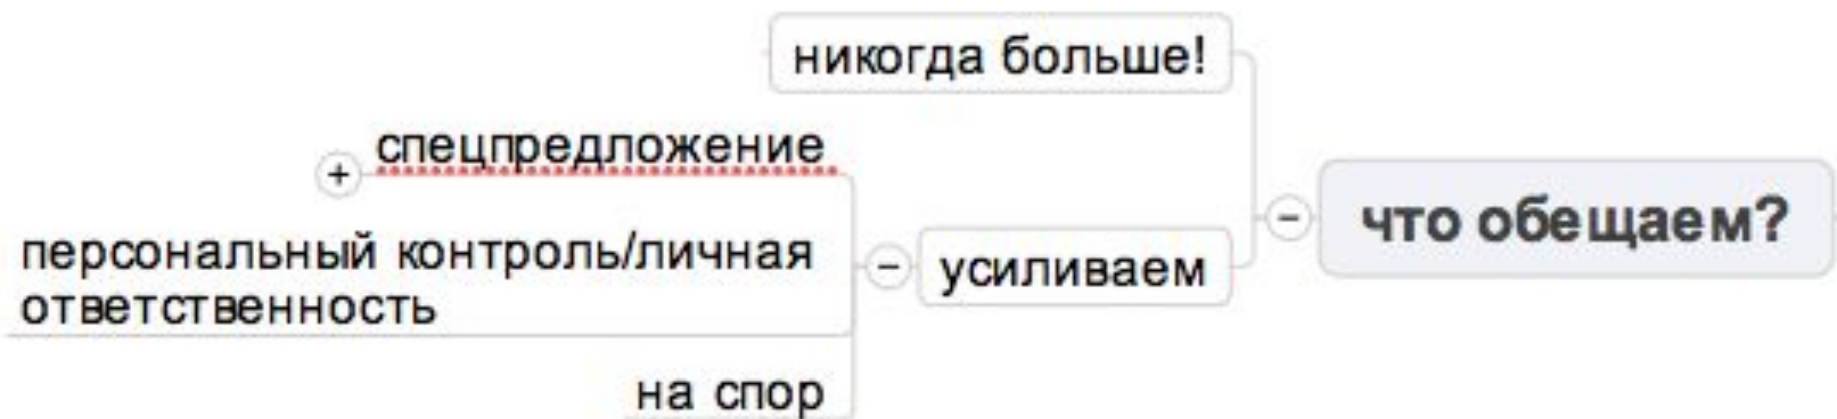 никогда больше!
спецпредложение
персональный контроль/личная
ответственность
усиливаем
что обещаем?
на спор